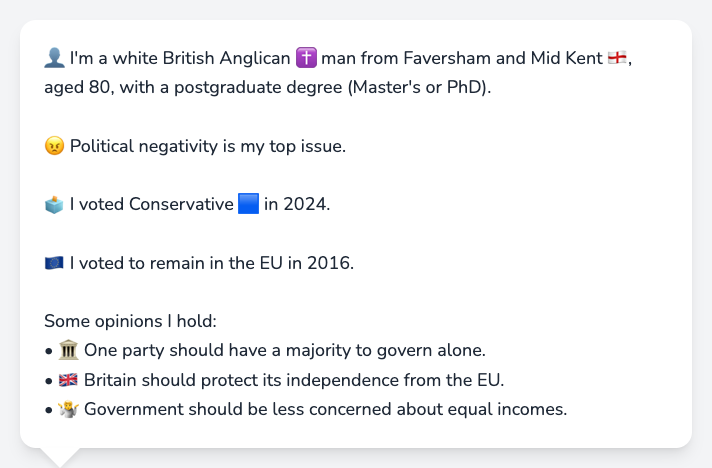 👤 I'm a white British Anglican ✝️ man from Faversham and Mid Kent 🏴󠁧󠁢󠁥󠁮󠁧󠁿,
aged 80, with a postgraduate degree (Master's or PhD).
😠 Political negativity is my top issue.
🗳️ I voted Conservative 🟦 in 2024.
🇪🇺 I voted to remain in the EU in 2016.
Some opinions I hold:
• 🏛️ One party should have a majority to govern alone.
• 🇬🇧 Britain should protect its independence from the EU.
• 🤷 Government should be less concerned about equal incomes.